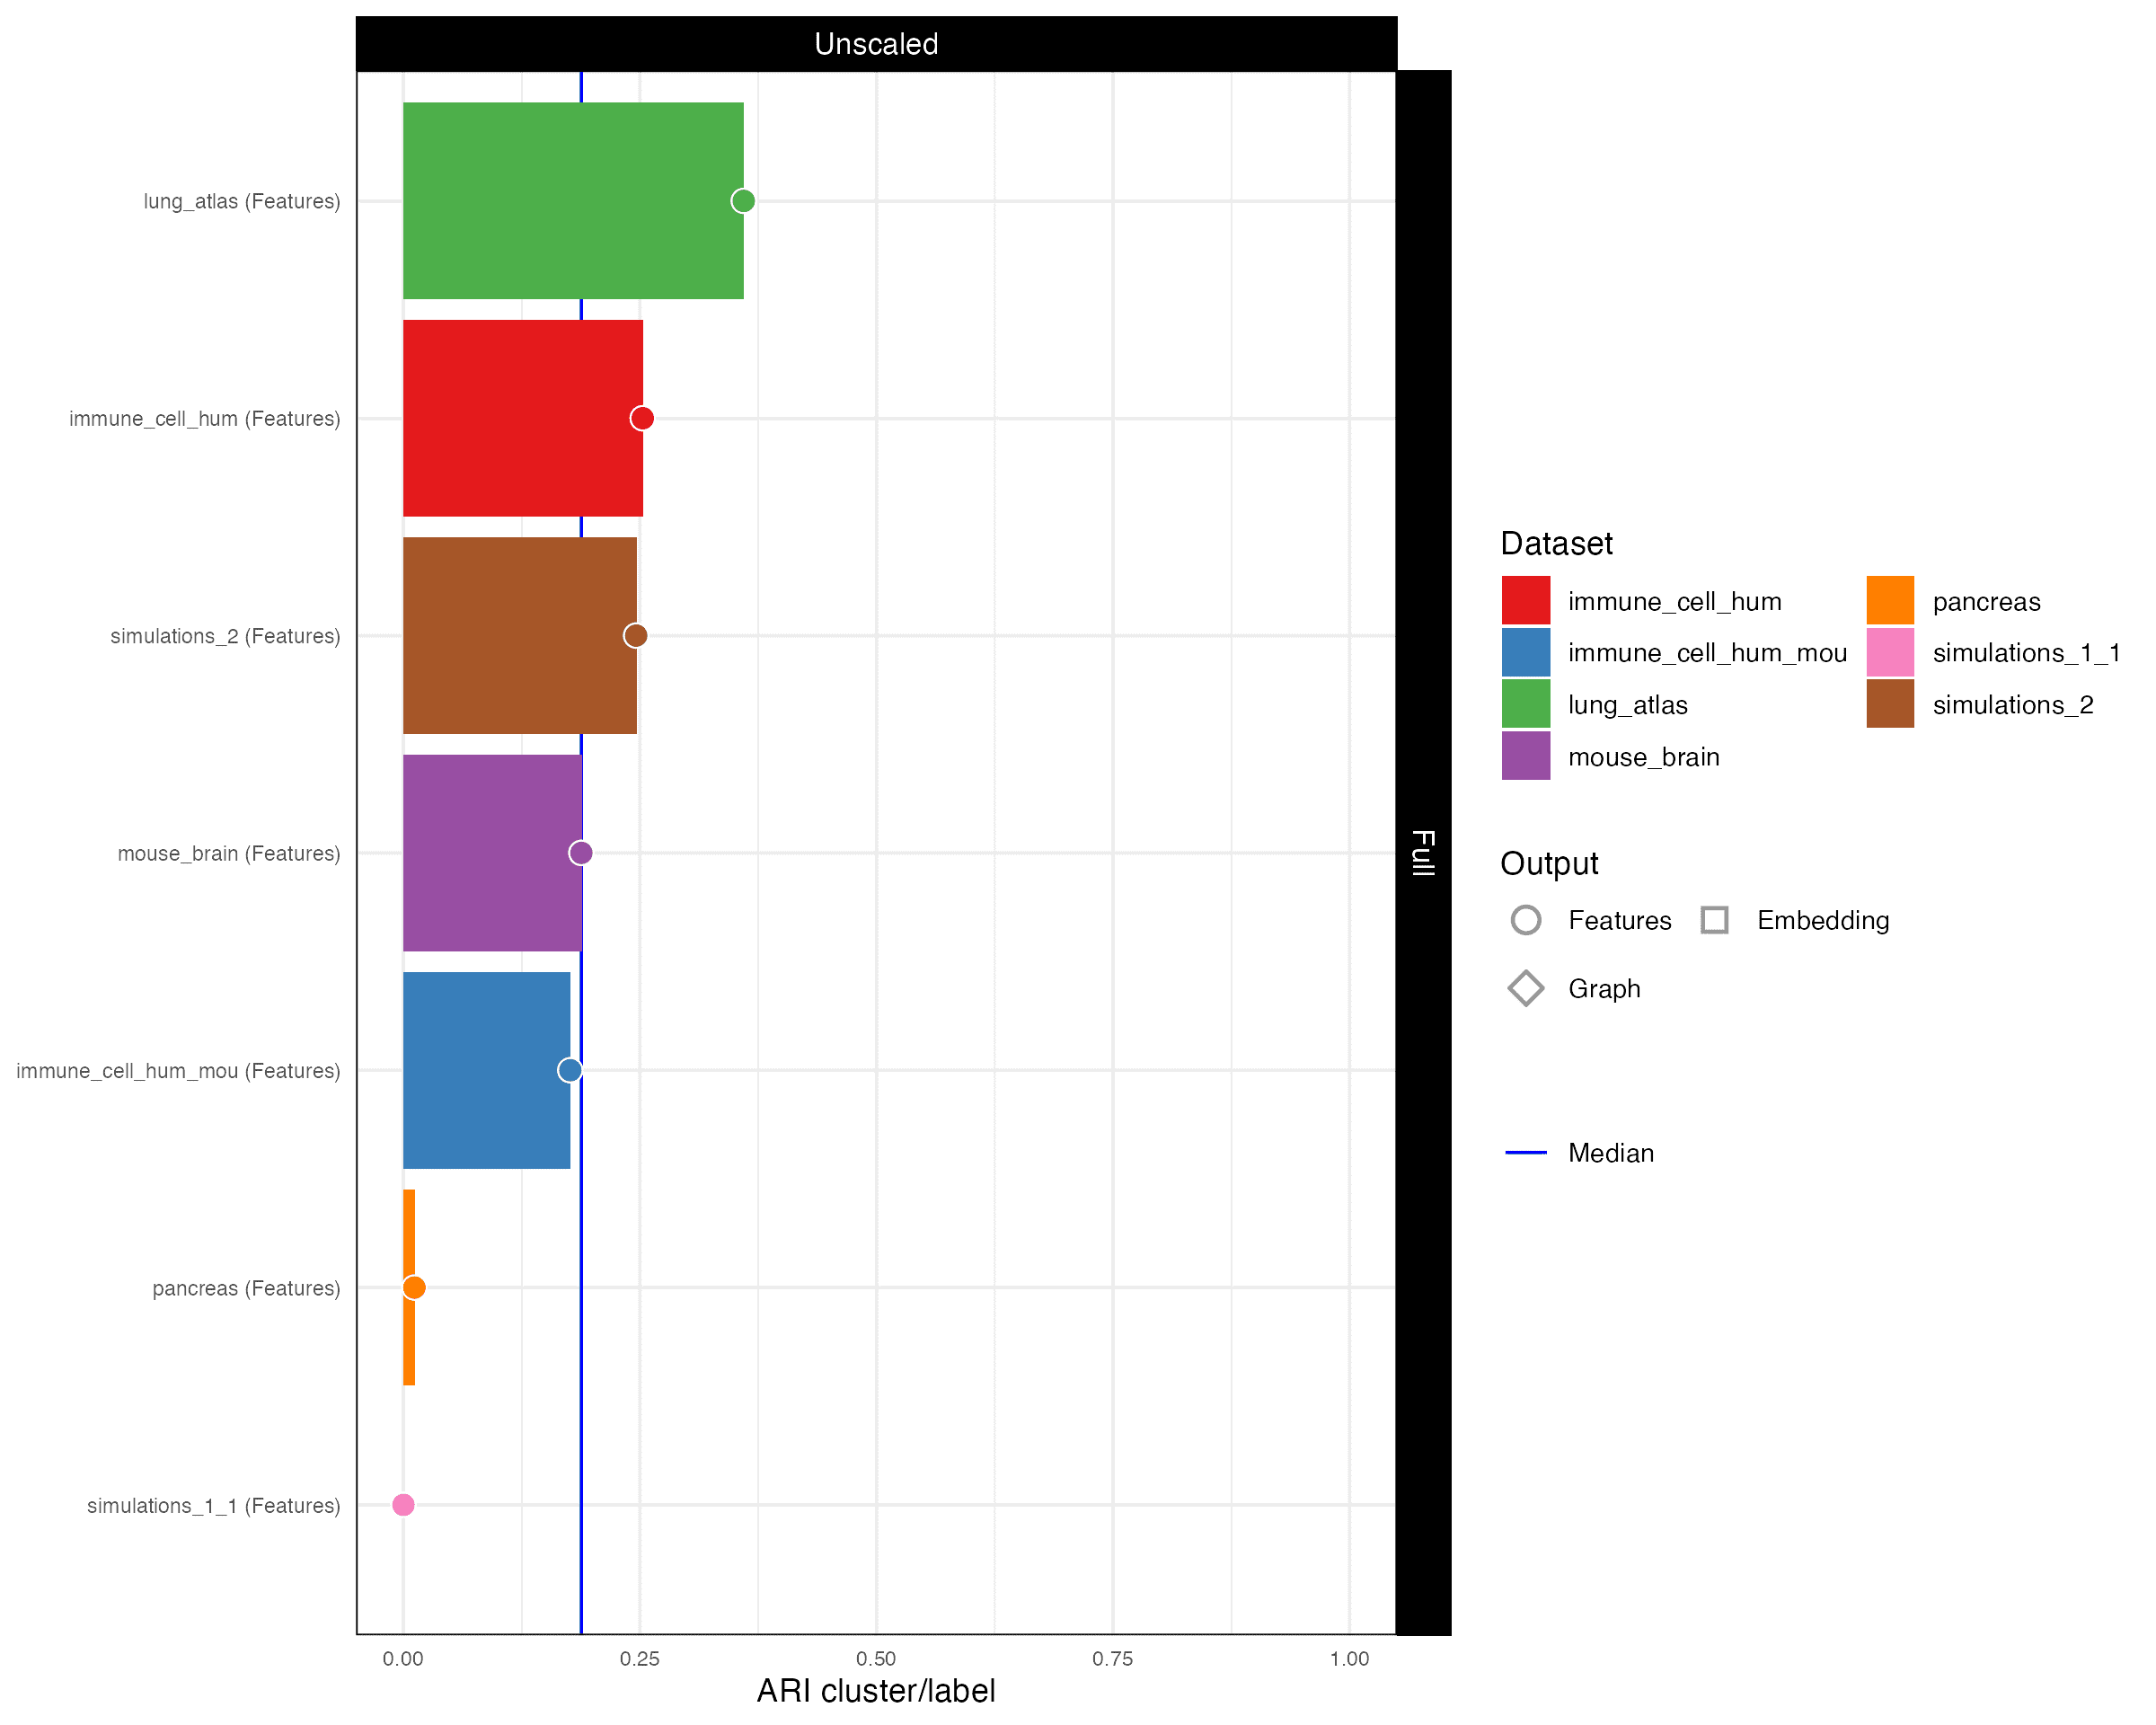 Unscaled
lung_atlas (Features)
immune_cell_hum (Features)
simulations_2 (Features)
mouse_brain (Features)
immune_cell_hum_mou (Features)
pancreas (Features)
simulations_1_1 (Features)
0.00 0.25 0.50 0.75 1.00
ARI cluster/label
Full
Dataset
immune_cell_hum pancreas
immune_cell_hum_mou simulations_1_1
lung_atlas simulations_2
mouse_brain
Output
Features Embedding
Graph
Median